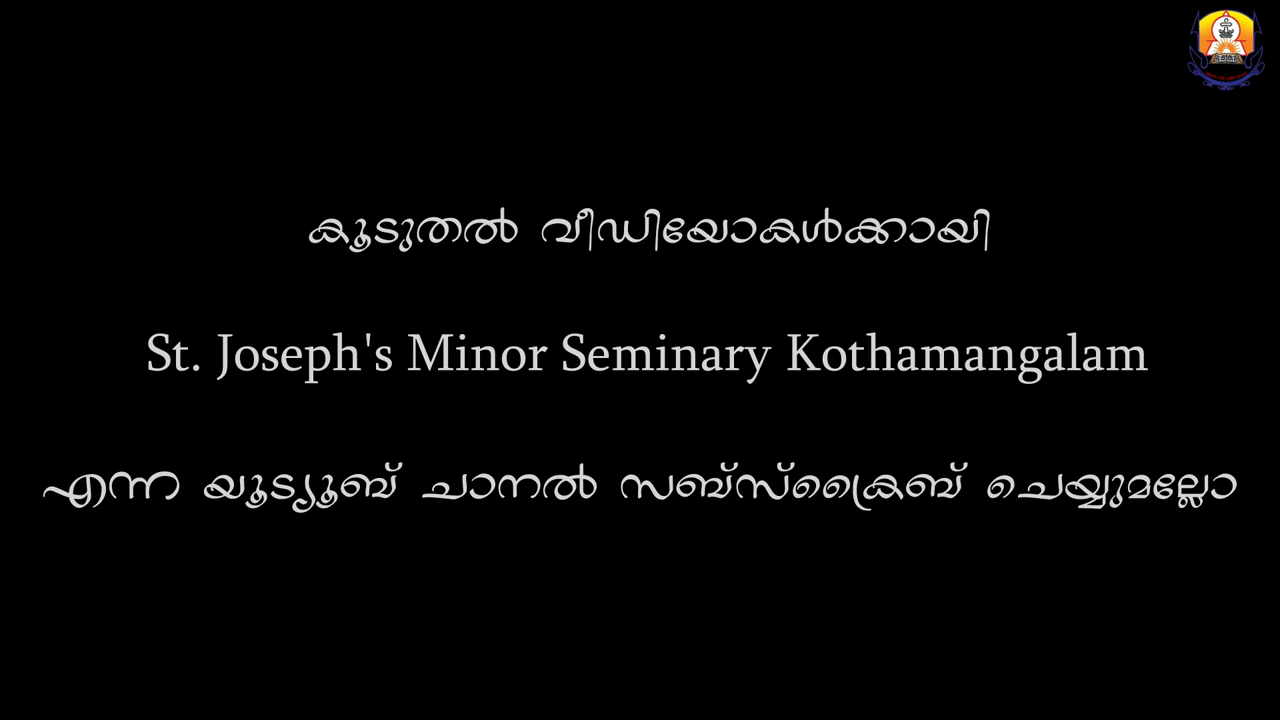 കൂടുതൽ വീഡിയോകൾക്കായി
St. Joseph's Minor Seminary Kothamangalam
എന്ന യൂട്യൂബ് ചാനൽ സബ്സ്ക്രൈബ് ചെയ്യുമല്ലോ